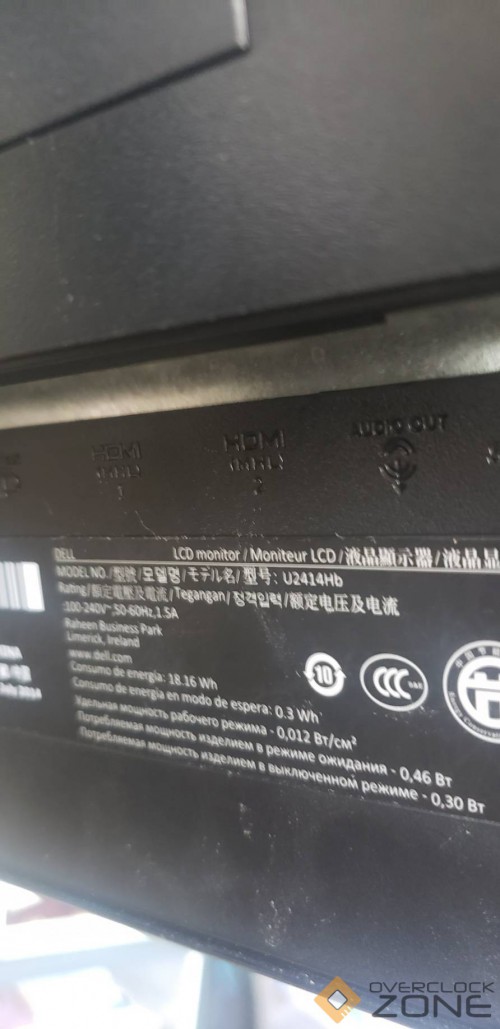 HDMI
(MHL)
1
HDMI
(MHL)
2
AUDIO OUT
DELL
LCD monitor / Moniteur LCD / 液晶顯示器 / 液晶显
MODEL NO. / 型號 / 모델명 / モデル名 / 型号: U2414Hb
Rating / 額定電壓及電流 / Tegangan / 정격입력 / 额定电压及电流
100-240V~,50-60Hz,1.5A
Raheen Business Park
Limerick, Ireland
www.dell.com
Consumo de energía: 18.16 Wh
Consumo de energía en modo de espera: 0.3 Wh
Удельная мощность рабочего режима - 0,012 Вт/см²
Потребляемая мощность изделием в режиме ожидания - 0,46 Вт
Потребляемая мощность изделием в выключенном режиме - 0,30 Вт
10
CCC
OVERCLOCK
ZONE